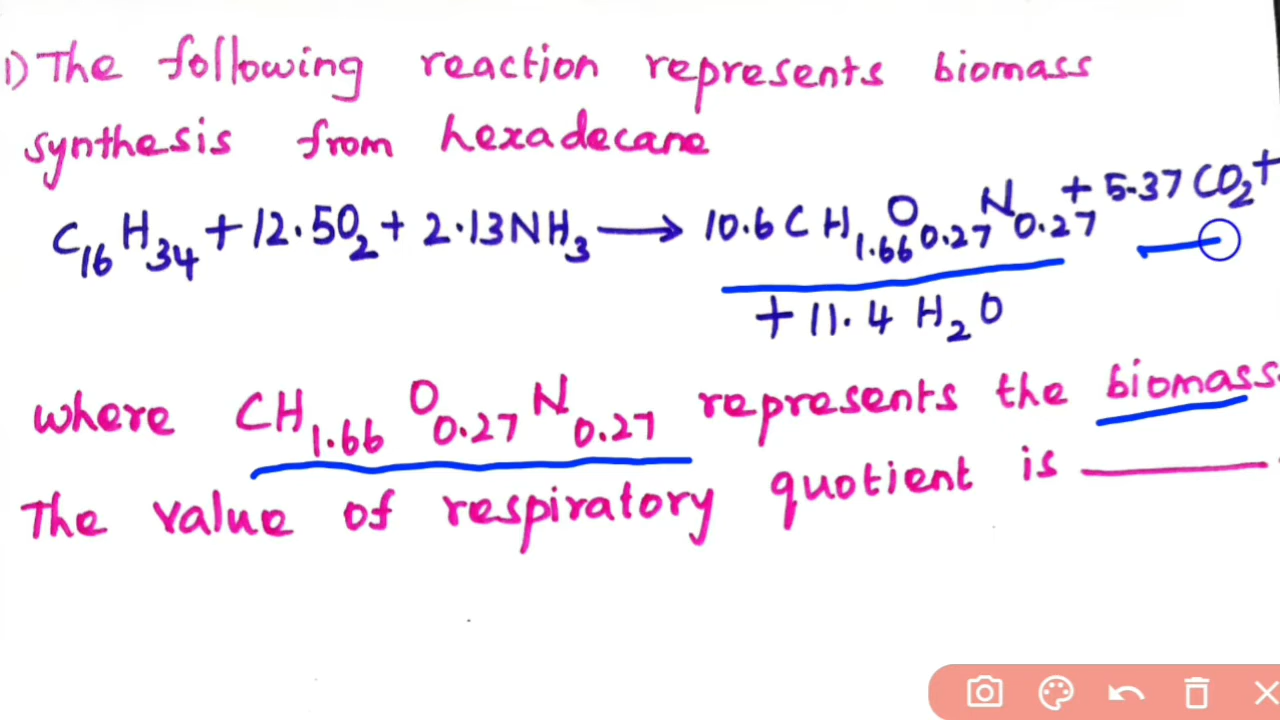 1) The following reaction represents biomass
synthesis from hexadecane
C₁₆H₃₄ + 12.5O₂ + 2.13NH₃ → 10.6CH₁.₆₆O₀.₂₇N₀.₂₇ + 5.37CO₂ +
+ 11.4 H₂O
where CH₁.₆₆O₀.₂₇N₀.₂₇ represents the biomass.
The value of respiratory quotient is ______.